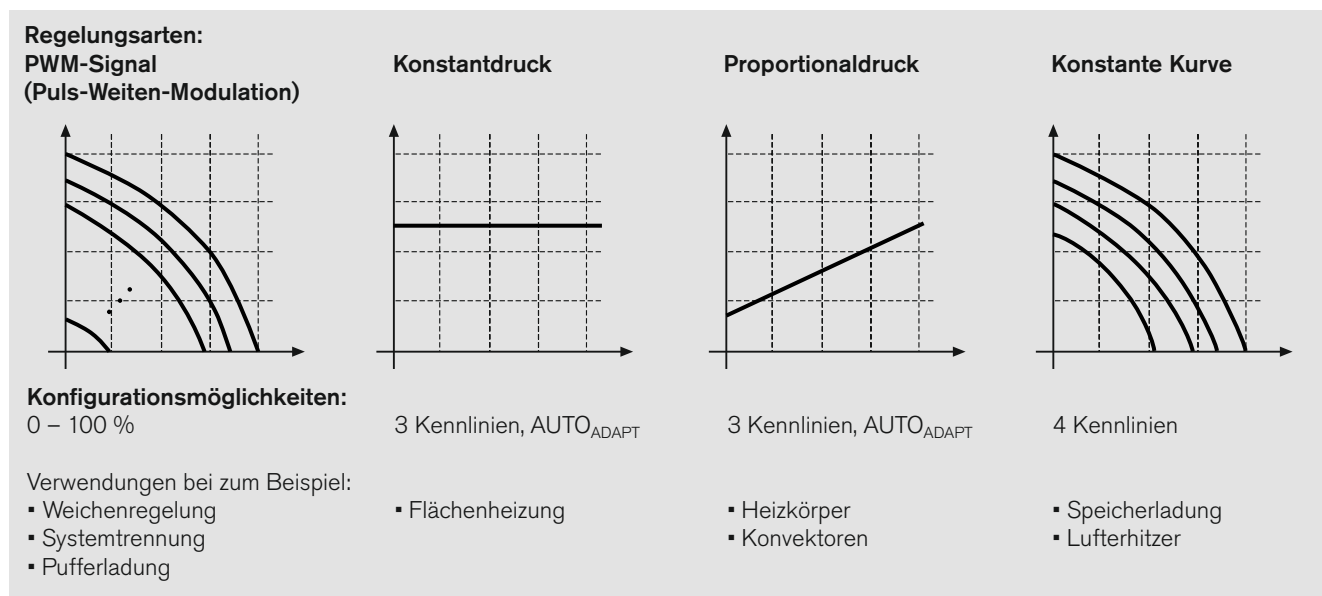 Regelungsarten:
PWM-Signal
(Puls-Weiten-Modulation)
Konstantdruck
Proportionaldruck
Konstante Kurve
Konfigurationsmöglichkeiten:
0 – 100 %
3 Kennlinien, AUTOADAPT
3 Kennlinien, AUTOADAPT
4 Kennlinien
Verwendungen bei zum Beispiel:
▪ Weichenregelung
▪ Systemtrennung
▪ Pufferladung
▪ Flächenheizung
▪ Heizkörper
▪ Konvektoren
▪ Speicherladung
▪ Lufterhitzer